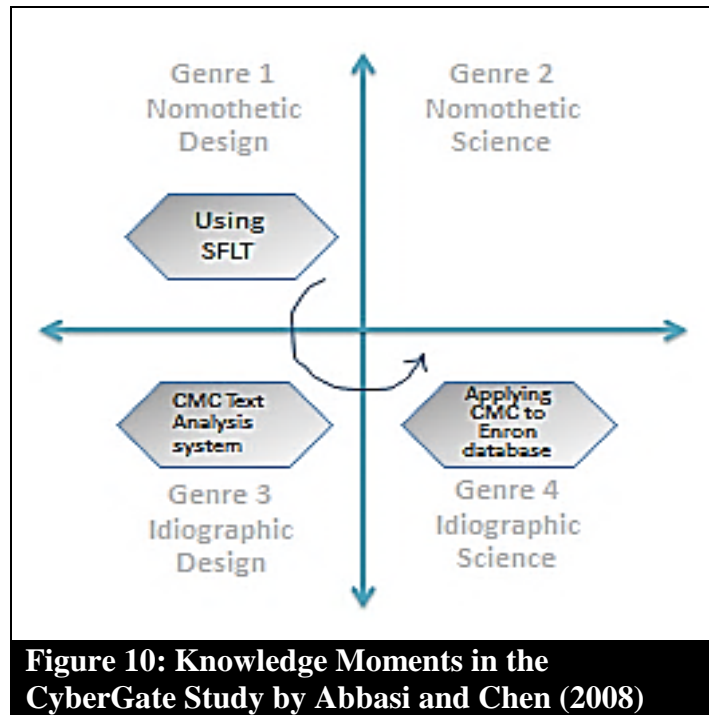 Genre 1
Nomothetic
Design
Genre 2
Nomothetic
Science
Using
SFLT
CMC Text
Analysis
system
Applying
CMC to
Enron
database
Genre 3
Idiographic
Design
Genre 4
Idiographic
Science
Figure 10: Knowledge Moments in the
CyberGate Study by Abbasi and Chen (2008)